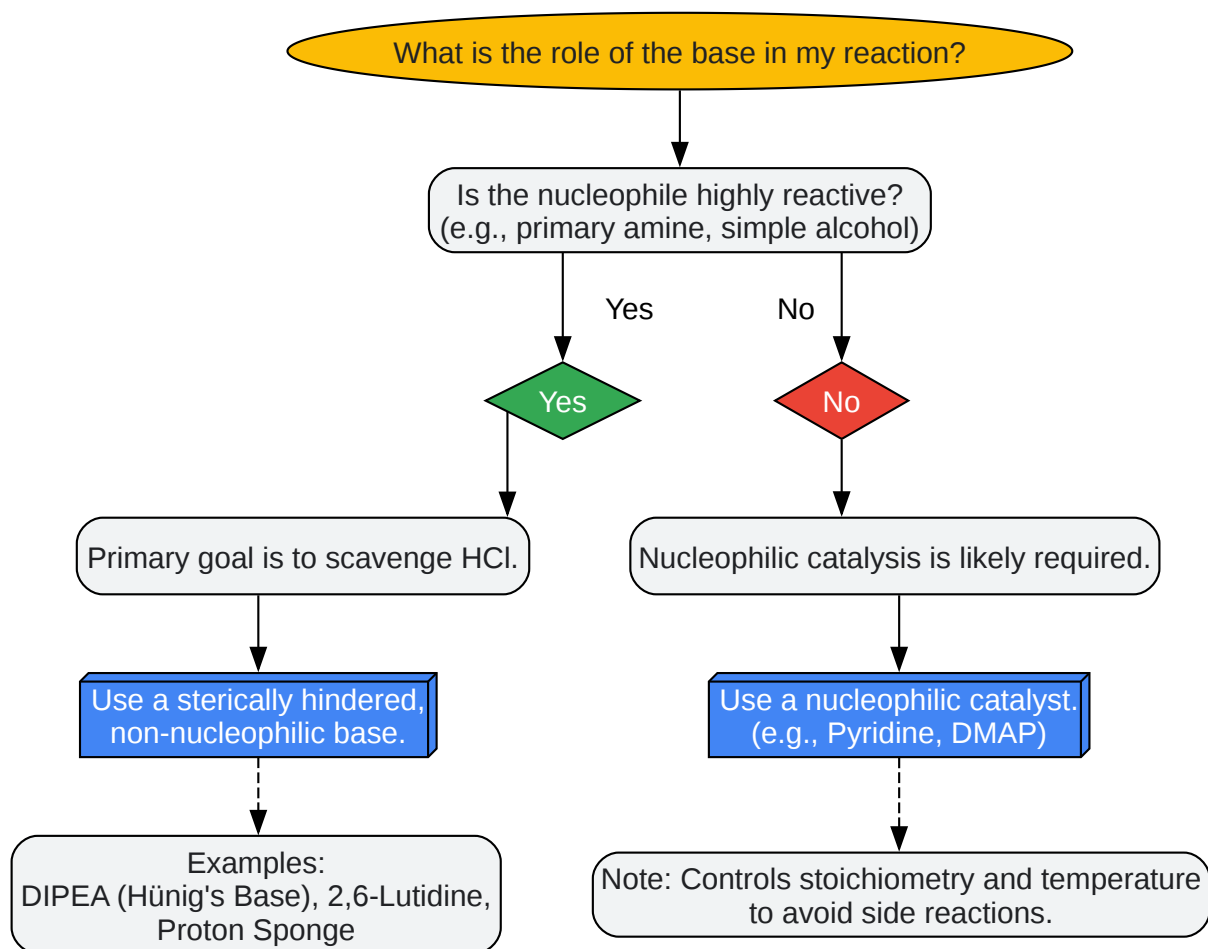 What is the role of the base in my reaction?
Is the nucleophile highly reactive?
(e.g., primary amine, simple alcohol)
Yes
No
Yes
No
Primary goal is to scavenge HCl.
Nucleophilic catalysis is likely required.
Use a sterically hindered,
non-nucleophilic base.
Use a nucleophilic catalyst.
(e.g., Pyridine, DMAP)
Examples:
DIPEA (Hünig's Base), 2,6-Lutidine,
Proton Sponge
Note: Controls stoichiometry and temperature
to avoid side reactions.